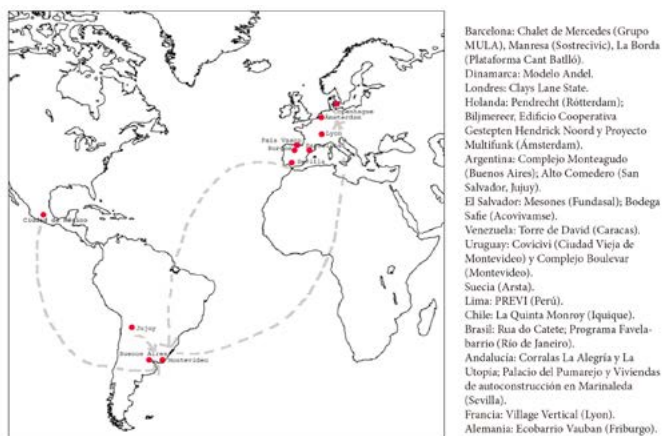 Copenhague
Amsterdam
Lyon
País Vasco
Burgos
Sevilla
Ciudad de México
Jujuy
Buenos Aires
Montevideo
Barcelona: Chalet de Mercedes (Grupo
MULA), Manresa (Sostrecivic), La Borda
(Plataforma Cant Batlló).
Dinamarca: Modelo Andel.
Londres: Clays Lane State.
Holanda: Pendrecht (Rótterdam);
Biljmereer, Edificio Cooperativa
Gestepten Hendrick Noord y Proyecto
Multifunk (Ámsterdam).
Argentina: Complejo Monteagudo
(Buenos Aires); Alto Comedero (San
Salvador, Jujuy).
El Salvador: Mesones (Fundasal); Bodega
Safie (Acovivamse).
Venezuela: Torre de David (Caracas).
Uruguay: Covicivi (Ciudad Vieja de
Montevideo) y Complejo Boulevar
(Montevideo).
Suecia (Arsta).
Lima: PREVI (Perú).
Chile: La Quinta Monroy (Iquique).
Brasil: Rua do Catete; Programa Favela-
barrio (Río de Janeiro).
Andalucía: Corralas La Alegría y La
Utopía; Palacio del Pumarejo y Viviendas
de autoconstrucción en Marinaleda
(Sevilla).
Francia: Village Vertical (Lyon).
Alemania: Ecobarrio Vauban (Friburgo).